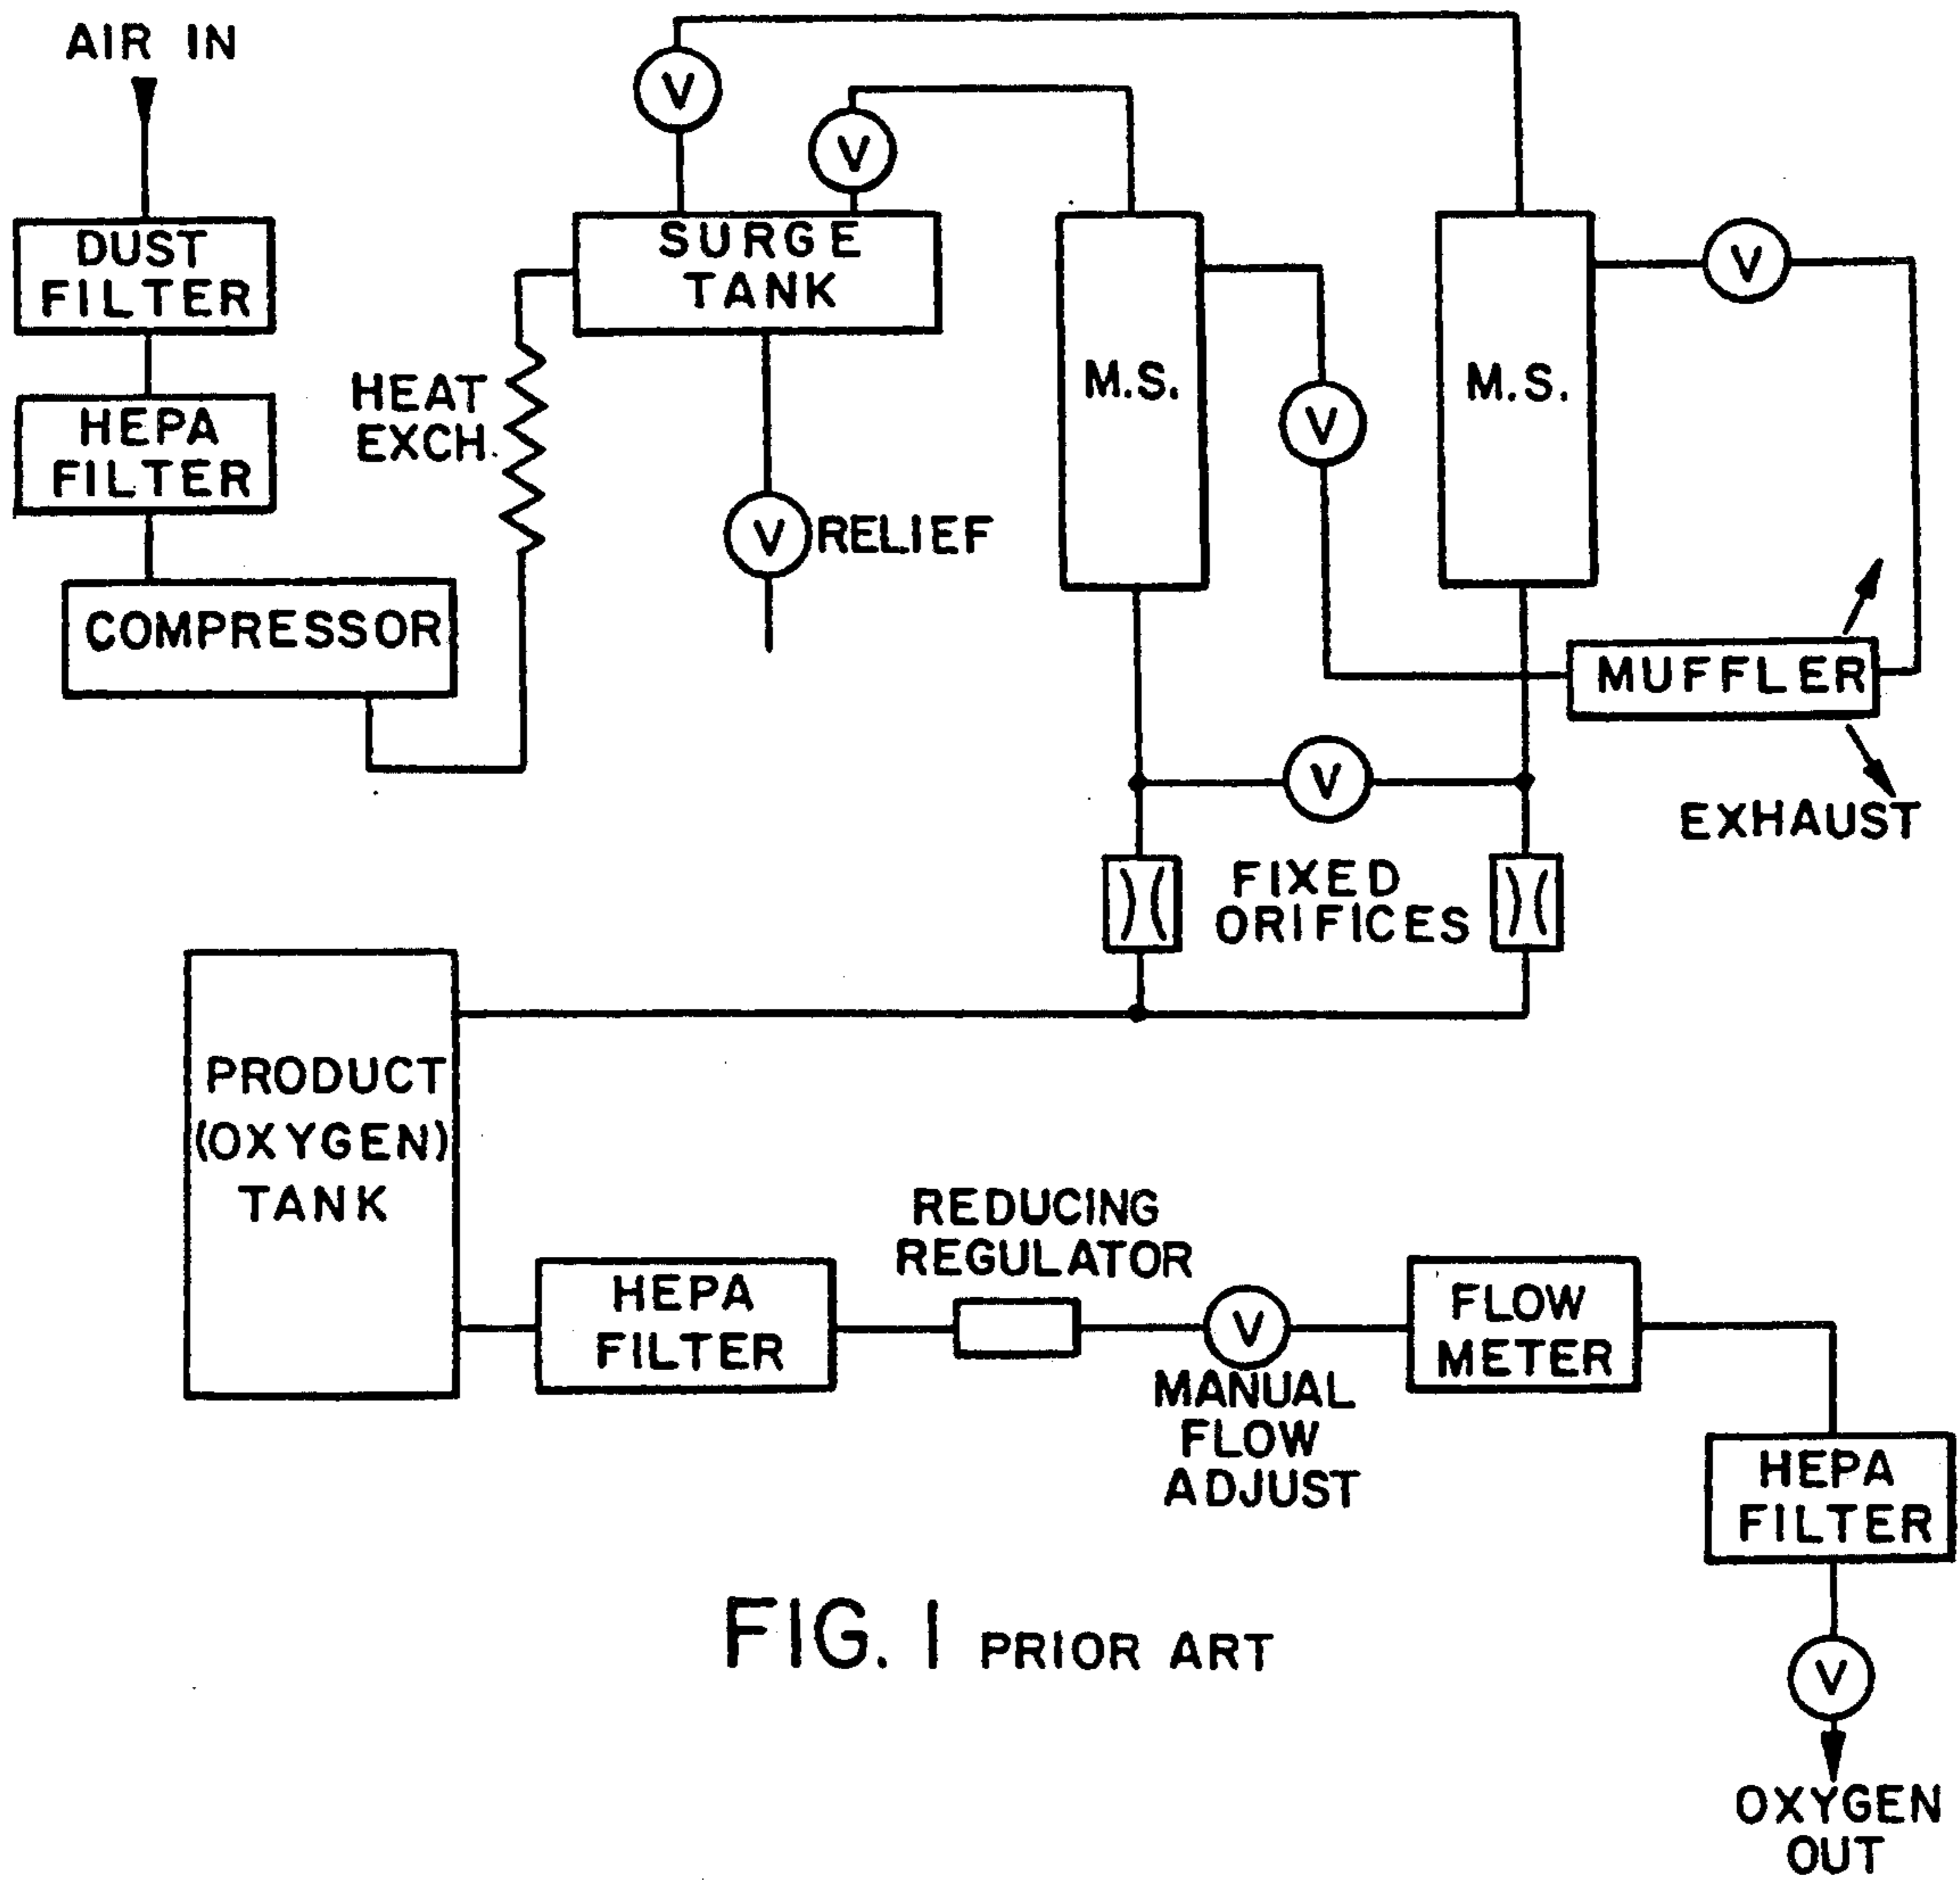 AIR IN
V
V
DUST
FILTER
SURGE
TANK
V
HEPA
FILTER
HEAT
EXCH.
M.S.
M.S.
V
V
RELIEF
COMPRESSOR
MUFFLER
V
EXHAUST
FIXED
ORIFICES
PRODUCT
(OXYGEN)
TANK
REDUCING
REGULATOR
HEPA
FILTER
V
MANUAL
FLOW
ADJUST
FLOW
METER
HEPA
FILTER
FIG. 1 PRIOR ART
V
OXYGEN
OUT